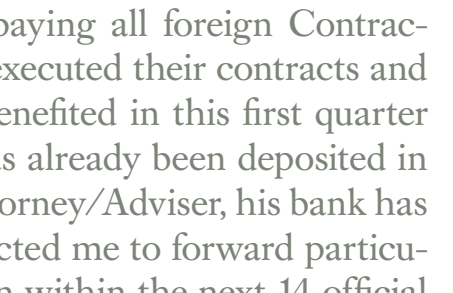 paying all foreign Contrac-
executed their contracts and
enefited in this first quarter
s already been deposited in
orney/Adviser, his bank has
cted me to forward particu-
n within the next 14 official